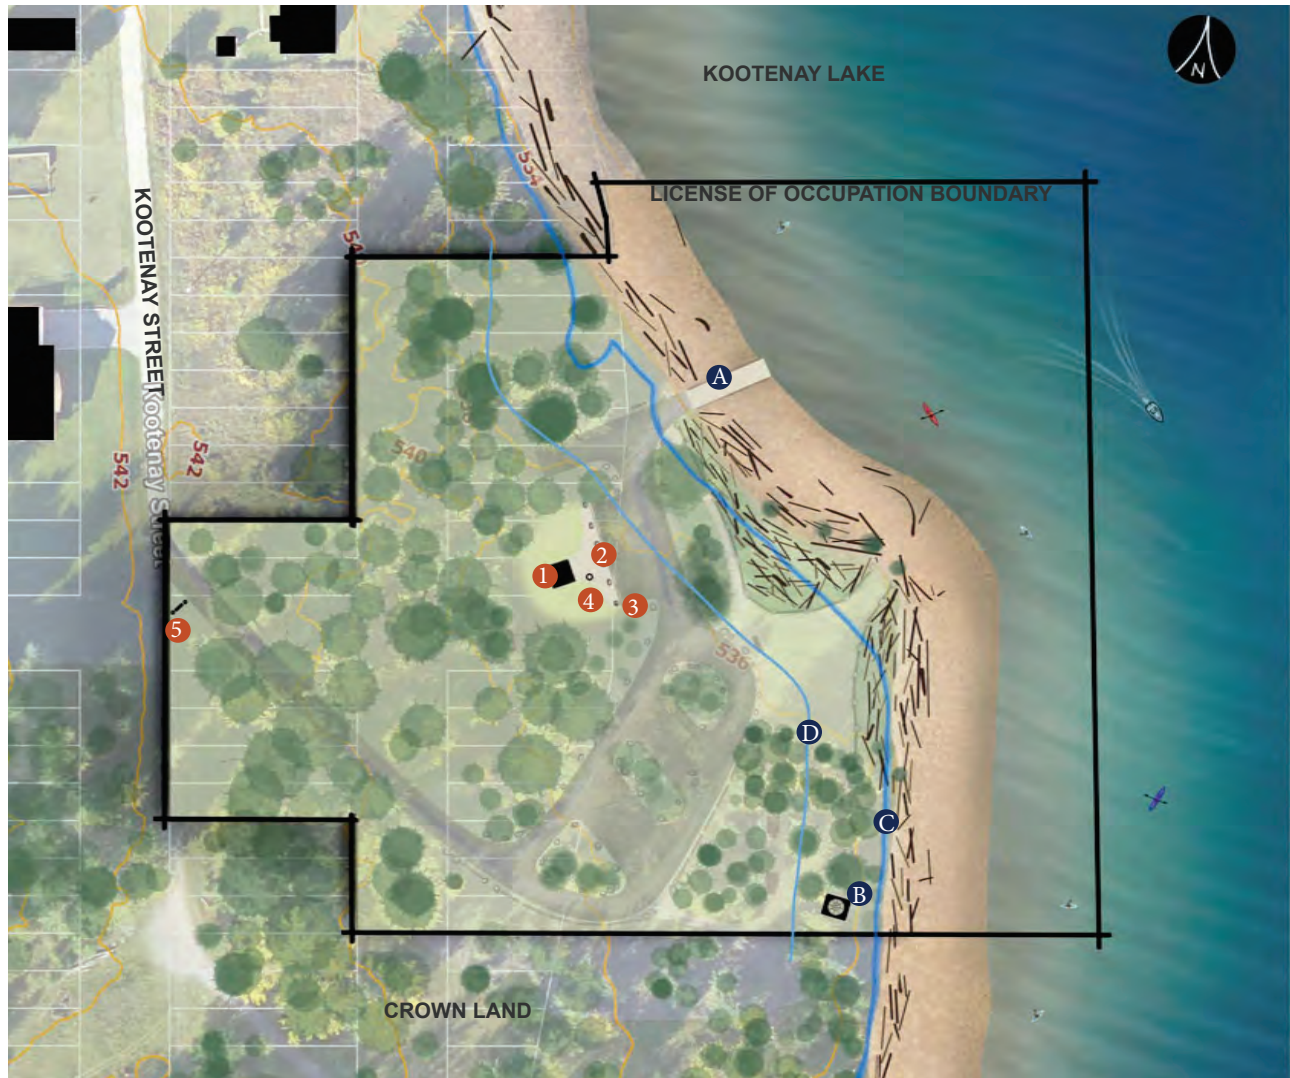 KOOTENAY LAKE
N
534
LICENSE OF OCCUPATION BOUNDARY
KOOTENAY STREET
A
Kootenay Street
540
542
542
2
1
4
3
5
536
D
C
B
CROWN LAND